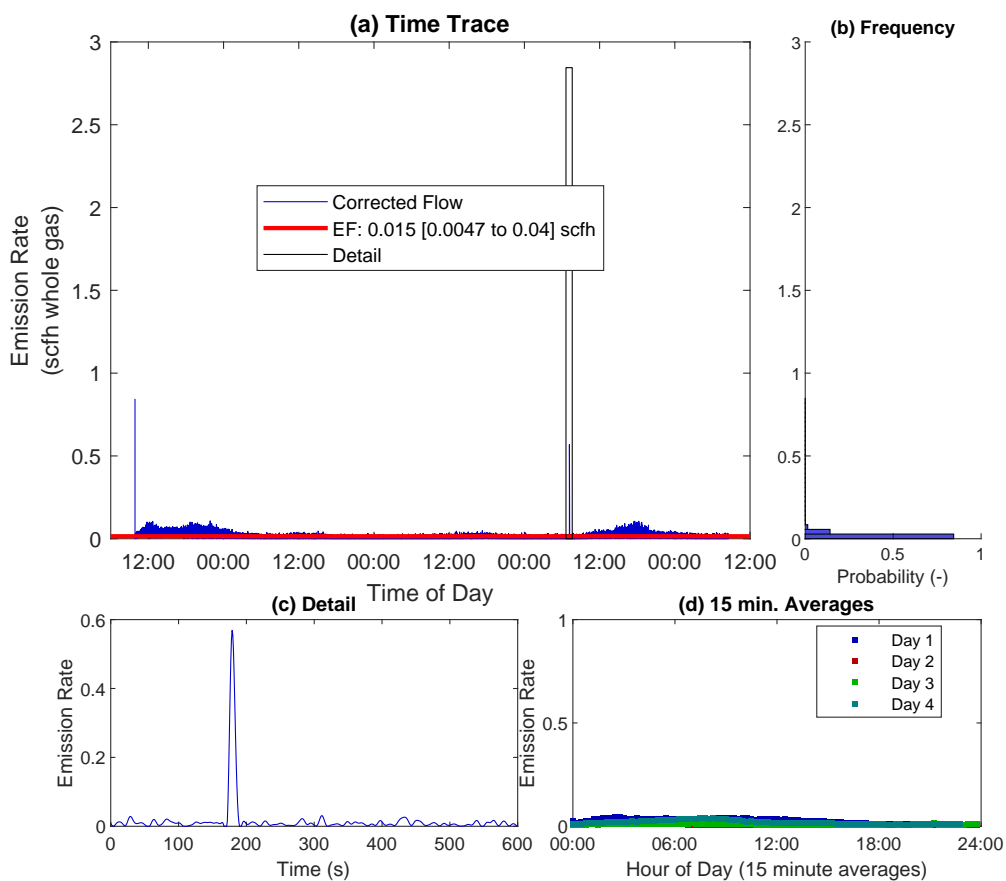 (a) Time Trace
3
2.5
2
1.5
1
0.5
0
Emission Rate
(scfh whole gas)
Corrected Flow
EF: 0.015 [0.0047 to 0.04] scfh
Detail
12:00 00:00 12:00 00:00 12:00 00:00 12:00 00:00 12:00
Time of Day
(b) Frequency
3
2.5
2
1.5
1
0.5
0
0 0.5 1
Probability (-)
(c) Detail
0.6
0.4
0.2
0
Emission Rate
0 100 200 300 400 500 600
Time (s)
(d) 15 min. Averages
1
0.5
0
Emission Rate
Day 1
Day 2
Day 3
Day 4
00:00 06:00 12:00 18:00 24:00
Hour of Day (15 minute averages)